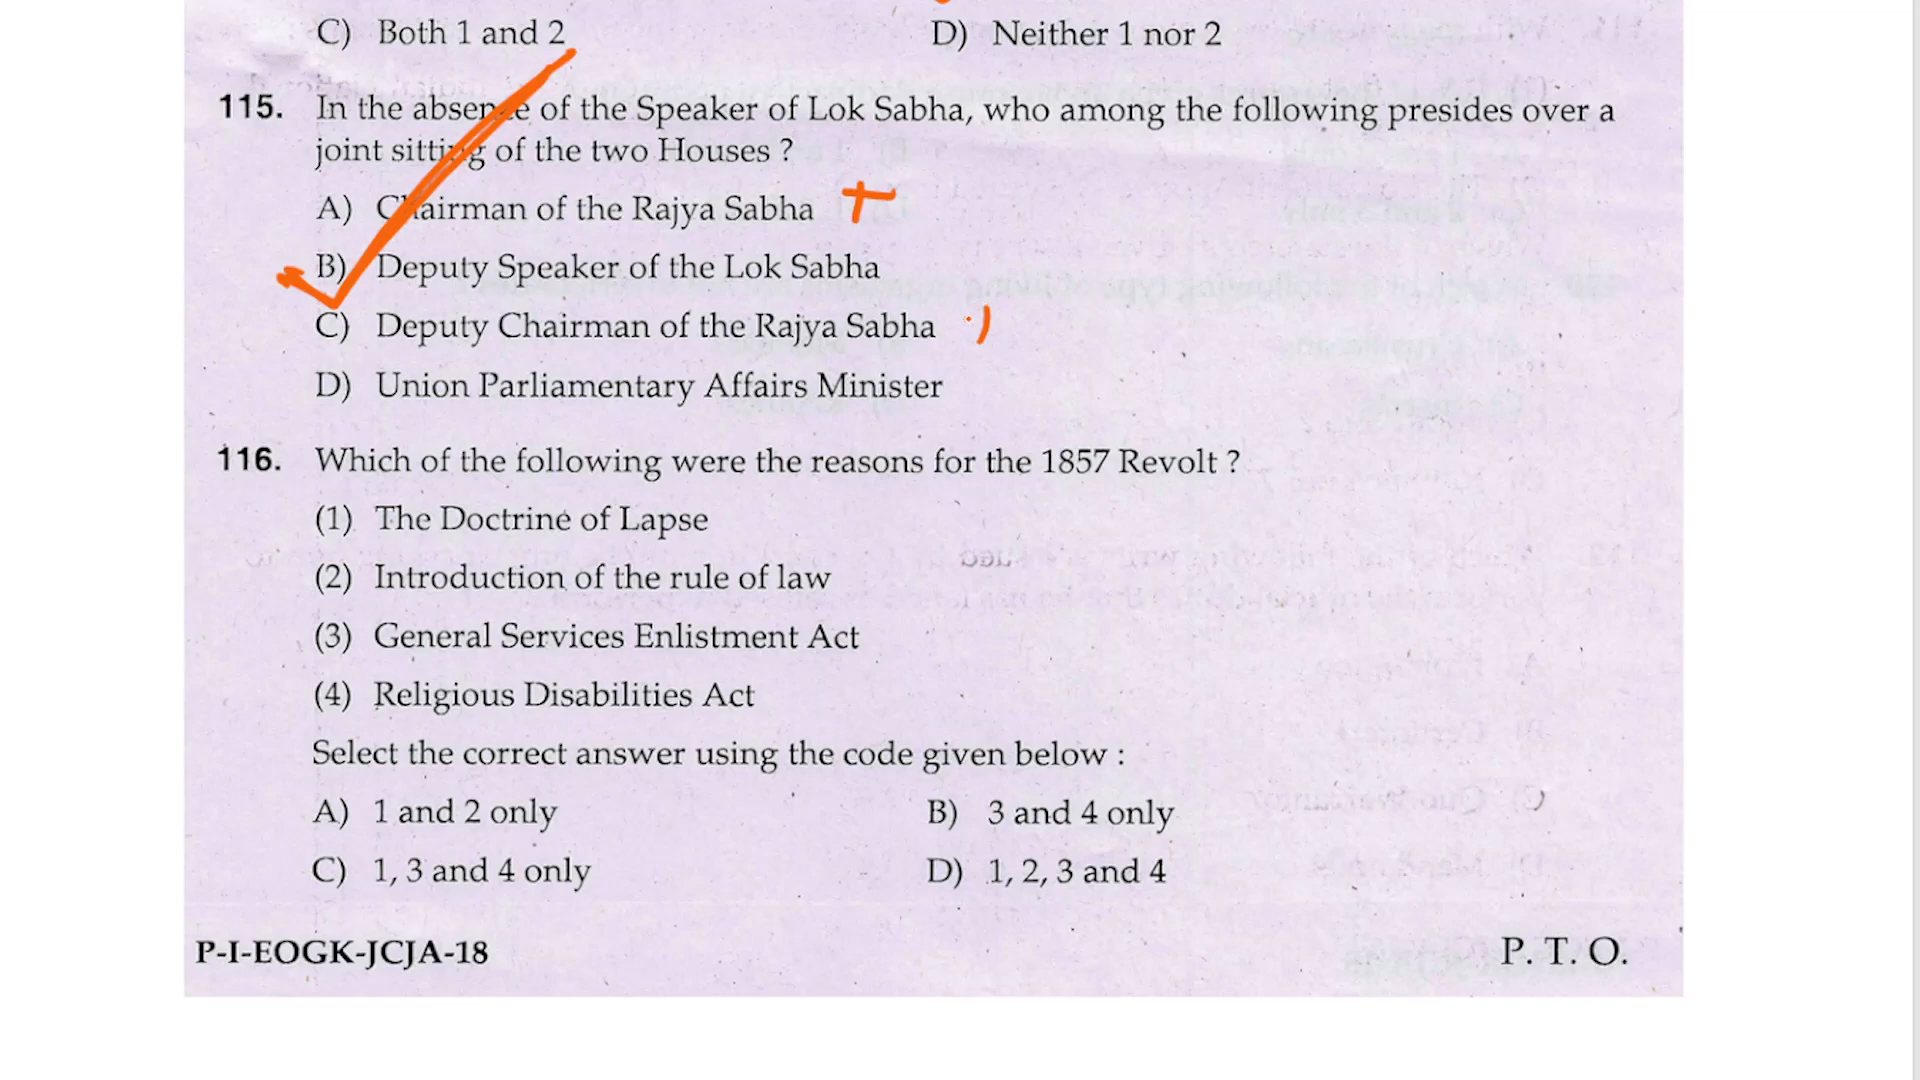 C) Both 1 and 2 D) Neither 1 nor 2
115. In the absence of the Speaker of Lok Sabha, who among the following presides over a
joint sitting of the two Houses ?
A) Chairman of the Rajya Sabha
B) Deputy Speaker of the Lok Sabha
C) Deputy Chairman of the Rajya Sabha
D) Union Parliamentary Affairs Minister
116. Which of the following were the reasons for the 1857 Revolt ?
(1) The Doctrine of Lapse
(2) Introduction of the rule of law
(3) General Services Enlistment Act
(4) Religious Disabilities Act
Select the correct answer using the code given below :
A) 1 and 2 only B) 3 and 4 only
C) 1, 3 and 4 only D) 1, 2, 3 and 4
P-I-EOGK-JCJA-18 P. T. O.